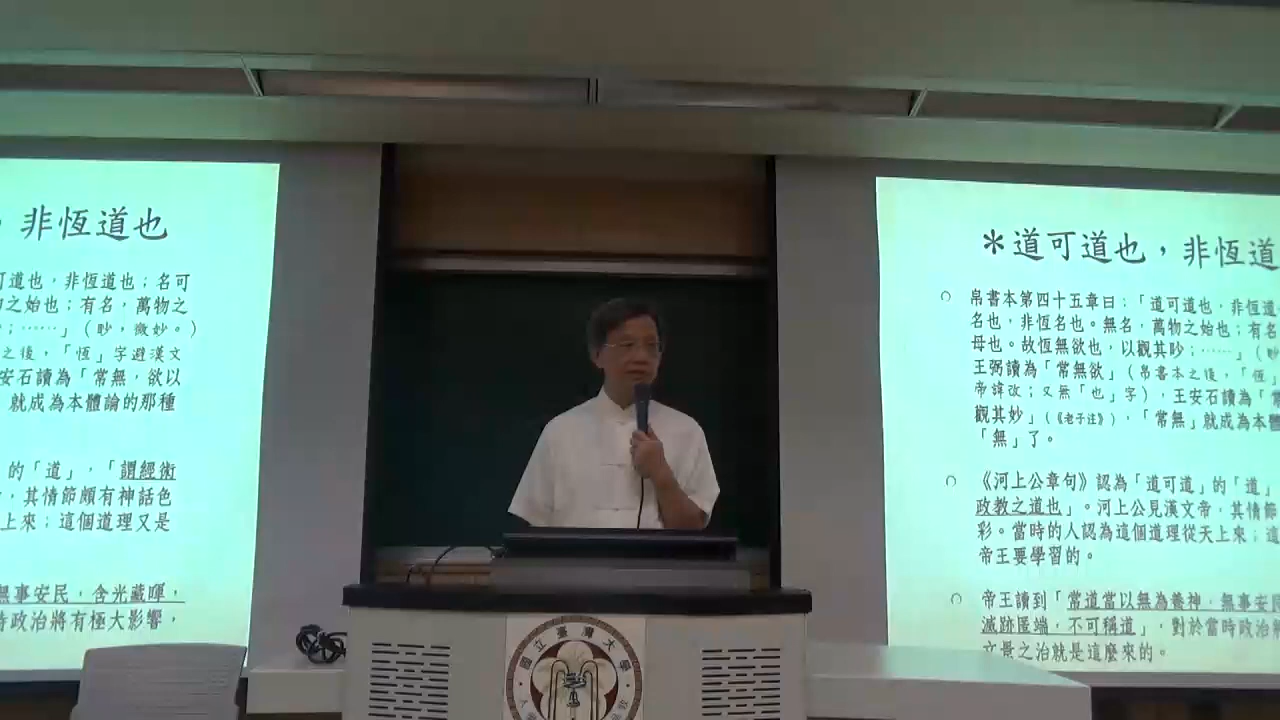 ，非恆道也
可道也，非恆道也；名可
之始也；有名，萬物之
；……」（眇，微妙。）
之後，「恆」字避漢文
安石讀為「常無，欲以
就成為本體論的那種
的「道」，「謂經術
，其情節頗有神話色
上來；這個道理又是
無事安民，含光藏暉，
政治將有極大影響，
＊道可道也，非恆道
帛書本第四十五章曰：「道可道也，非恆道
名也，非恆名也。無名，萬物之始也；有名
母也。故恆無欲也，以觀其眇；……」（眇
王弼讀為「常無欲」（帛書本之後，「恆」
帝諱改；又無「也」字），王安石讀為「常
觀其妙」（《老子注》），「常無」就成為本體
「無」了。
《河上公章句》認為「道可道」的「道」
政教之道也」。河上公見漢文帝，其情節
彩。當時的人認為這個道理從天上來；這
帝王要學習的。
帝王讀到「常道當以無為養神，無事安民
滅跡匿端，不可稱道」，對於當時政治將
文景之治就是這麼來的。
國立臺灣大學